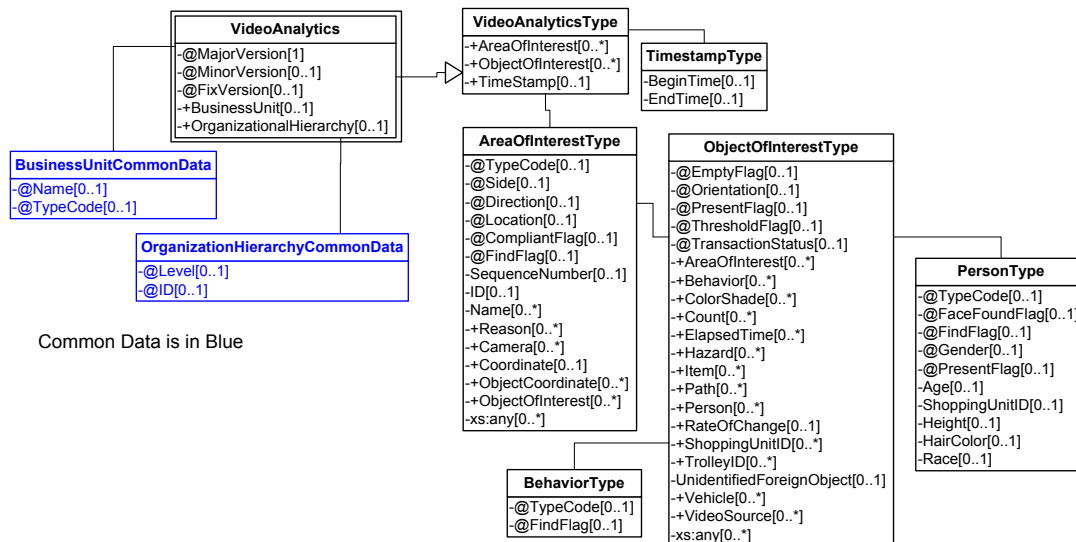 VideoAnalytics
-@MajorVersion[1]
-@MinorVersion[0..1]
-@FixVersion[0..1]
-+BusinessUnit[0..1]
-+OrganizationalHierarchy[0..1]
VideoAnalyticsType
-+AreaOfInterest[0..*]
-+ObjectOfInterest[0..*]
-+TimeStamp[0..1]
TimestampType
-BeginTime[0..1]
-EndTime[0..1]
BusinessUnitCommonData
-@Name[0..1]
-@TypeCode[0..1]
OrganizationHierarchyCommonData
-@Level[0..1]
-@ID[0..1]
Common Data is in Blue
AreaOfInterestType
-@TypeCode[0..1]
-@Side[0..1]
-@Direction[0..1]
-@Location[0..1]
-@CompliantFlag[0..1]
-@FindFlag[0..1]
-SequenceNumber[0..1]
-ID[0..1]
-Name[0..*]
-+Reason[0..*]
-+Camera[0..*]
-+Coordinate[0..1]
-+ObjectCoordinate[0..*]
-+ObjectOfInterest[0..*]
-xs:any[0..*]
ObjectOfInterestType
-@EmptyFlag[0..1]
-@Orientation[0..1]
-@PresentFlag[0..1]
-@ThresholdFlag[0..1]
-@TransactionStatus[0..1]
-+AreaOfInterest[0..*]
-+Behavior[0..*]
-+ColorShade[0..*]
-+Count[0..*]
-+ElapsedTime[0..*]
-+Hazard[0..*]
-+Item[0..*]
-+Path[0..*]
-+Person[0..*]
-+RateOfChange[0..1]
-+ShoppingUnitID[0..*]
-+TrolleyID[0..*]
-UnidentifiedForeignObject[0..1]
-+Vehicle[0..*]
-+VideoSource[0..*]
-xs:any[0..*]
PersonType
-@TypeCode[0..1]
-@FaceFoundFlag[0..1]
-@FindFlag[0..1]
-@Gender[0..1]
-@PresentFlag[0..1]
-Age[0..1]
-ShoppingUnitID[0..1]
-Height[0..1]
-HairColor[0..1]
-Race[0..1]
BehaviorType
-@TypeCode[0..1]
-@FindFlag[0..1]